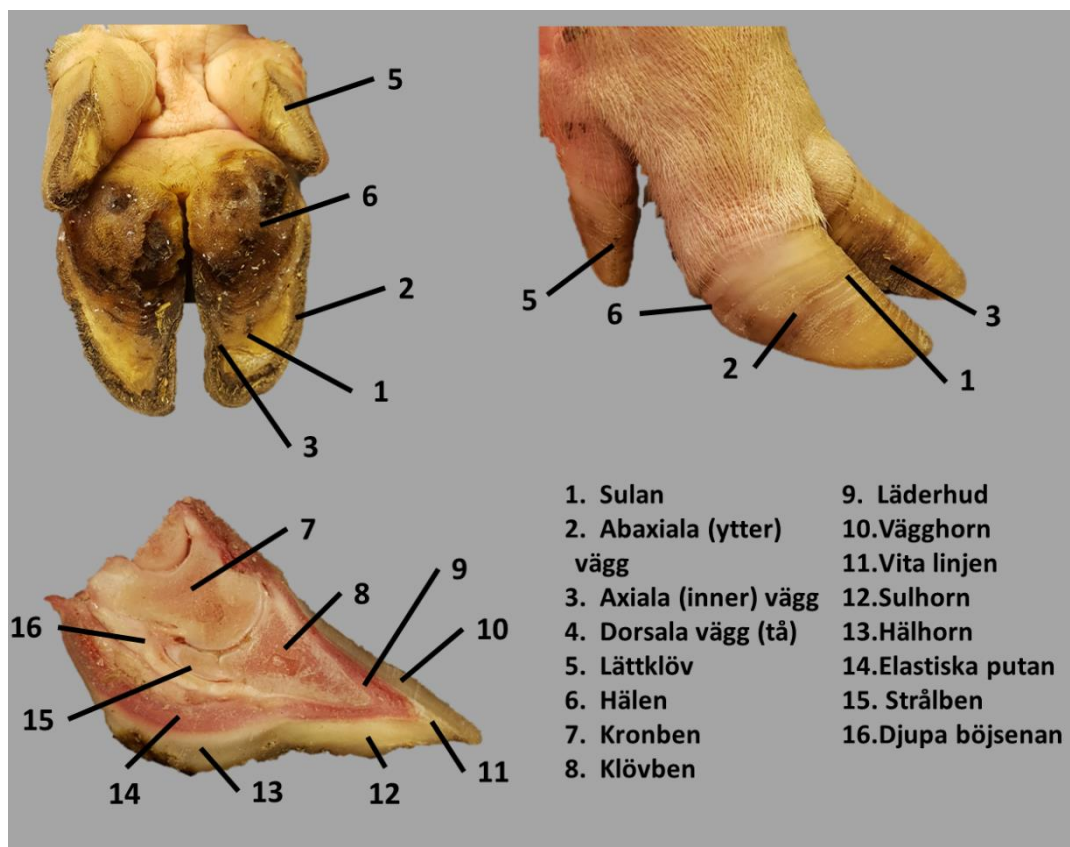 5
6
2
1
3
5
6
2
3
1
7
8
9
10
16
15
14
13
12
11
1. Sulan
2. Abaxiala (ytter)
vägg
3. Axiala (inner) vägg
4. Dorsala vägg (tå)
5. Lättklöv
6. Hälen
7. Kronben
8. Klövben
9. Läderhud
10.Vägghorn
11.Vita linjen
12.Sulhorn
13.Hälhorn
14.Elastiska putan
15. Strålben
16.Djupa böjsenan